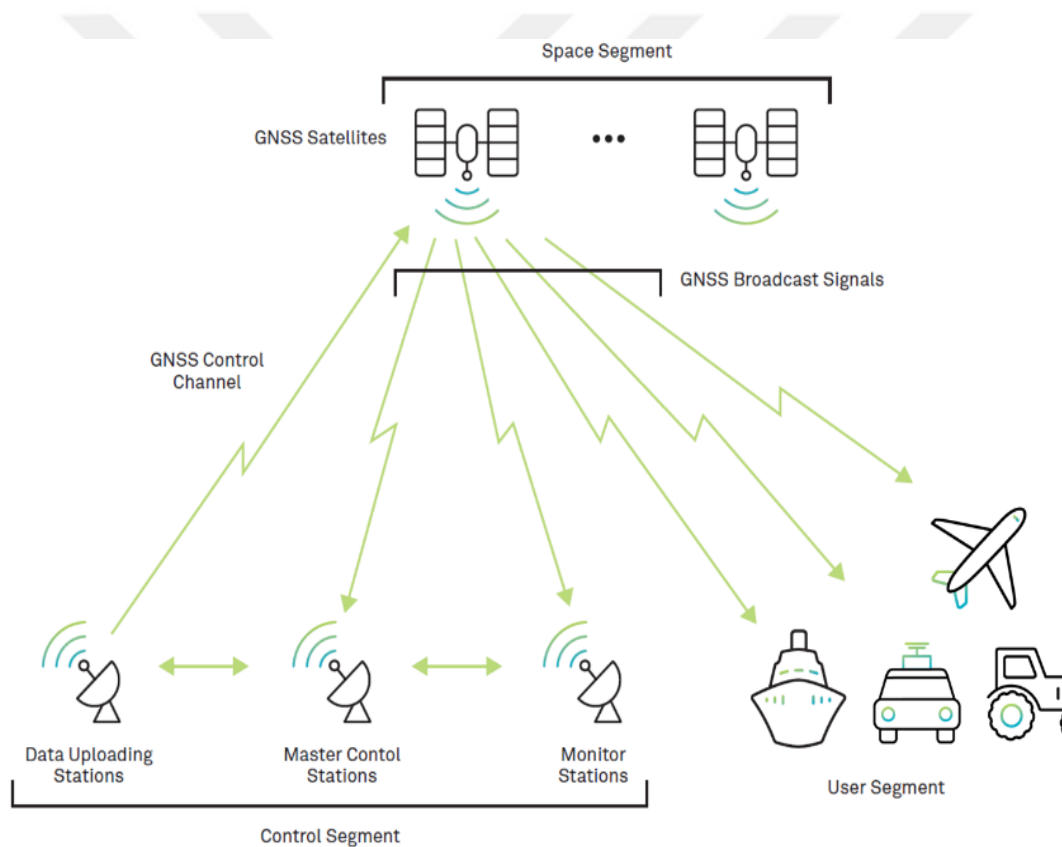 Space Segment
GNSS Satellites
GNSS Broadcast Signals
GNSS Control
Channel
Data Uploading
Stations
Master Contol
Stations
Monitor
Stations
User Segment
Control Segment